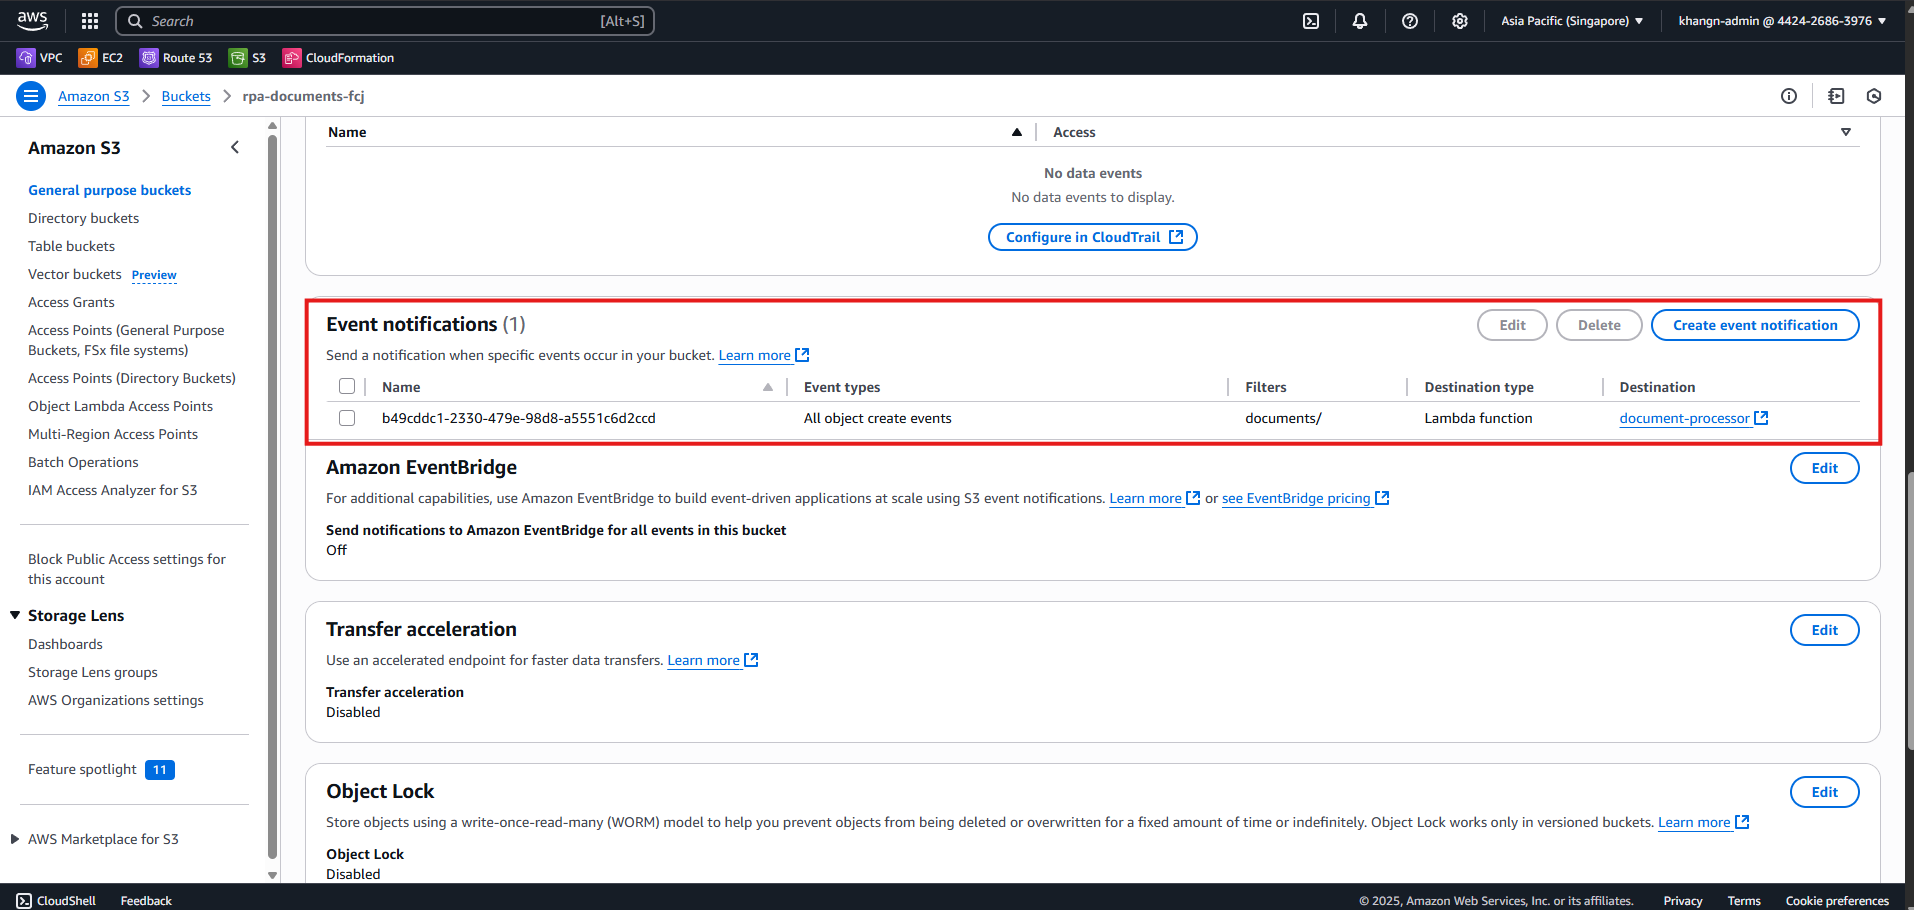 aws Search [Alt+S] Asia Pacific (Singapore) khangn-admin @ 4424-2686-3976
VPC EC2 Route 53 S3 CloudFormation
Amazon S3 Buckets rpa-documents-fcj
Amazon S3
General purpose buckets
Directory buckets
Table buckets
Vector buckets Preview
Access Grants
Access Points (General Purpose
Buckets, FSx file systems)
Access Points (Directory Buckets)
Object Lambda Access Points
Multi-Region Access Points
Batch Operations
IAM Access Analyzer for S3
Block Public Access settings for
this account
Storage Lens
Dashboards
Storage Lens groups
AWS Organizations settings
Feature spotlight 11
AWS Marketplace for S3
Name Access
No data events
No data events to display.
Configure in CloudTrail
Event notifications (1) Edit Delete Create event notification
Send a notification when specific events occur in your bucket. Learn more
Name Event types Filters Destination type Destination
b49cddc1-2330-479e-98d8-a5551c6d2ccd All object create events documents/ Lambda function document-processor
Amazon EventBridge Edit
For additional capabilities, use Amazon EventBridge to build event-driven applications at scale using S3 event notifications. Learn more or see EventBridge pricing
Send notifications to Amazon EventBridge for all events in this bucket
Off
Transfer acceleration Edit
Use an accelerated endpoint for faster data transfers. Learn more
Transfer acceleration
Disabled
Object Lock Edit
Store objects using a write-once-read-many (WORM) model to help you prevent objects from being deleted or overwritten for a fixed amount of time or indefinitely. Object Lock works only in versioned buckets. Learn more
Object Lock
Disabled
CloudShell Feedback © 2025, Amazon Web Services, Inc. or its affiliates. Privacy Terms Cookie preferences